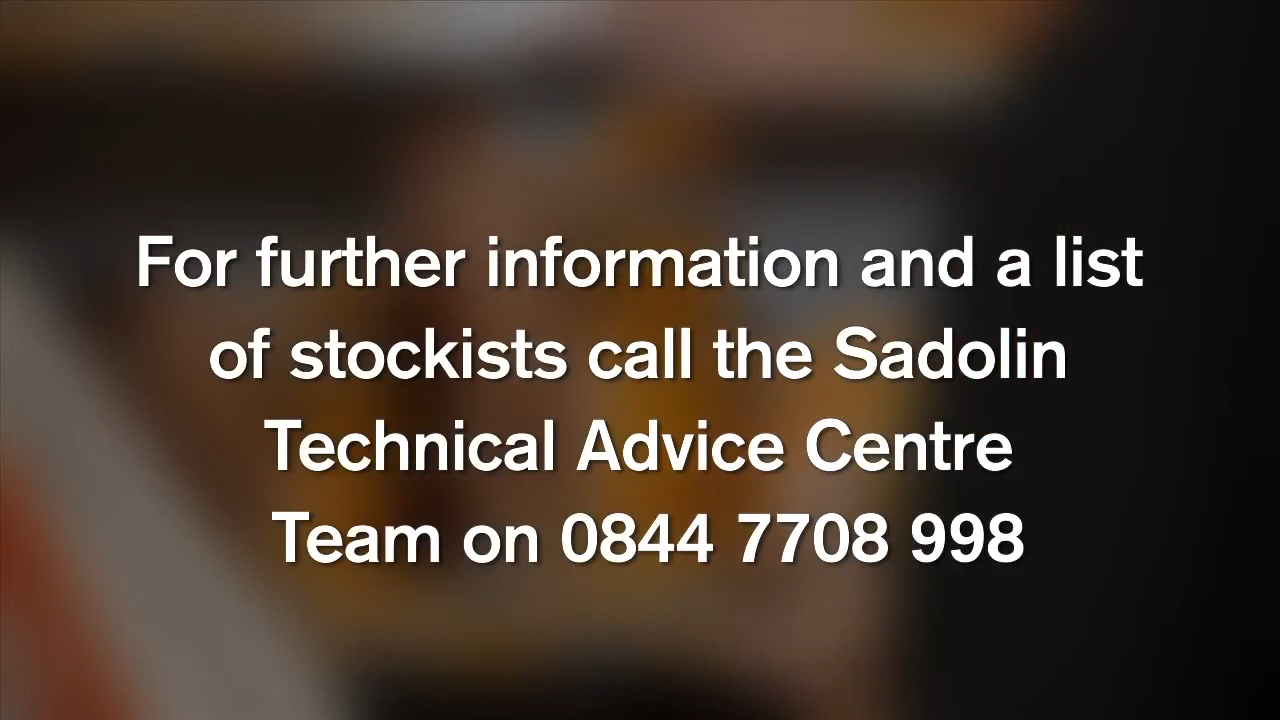 For further information and a list
of stockists call the Sadolin
Technical Advice Centre
Team on 0844 7708 998